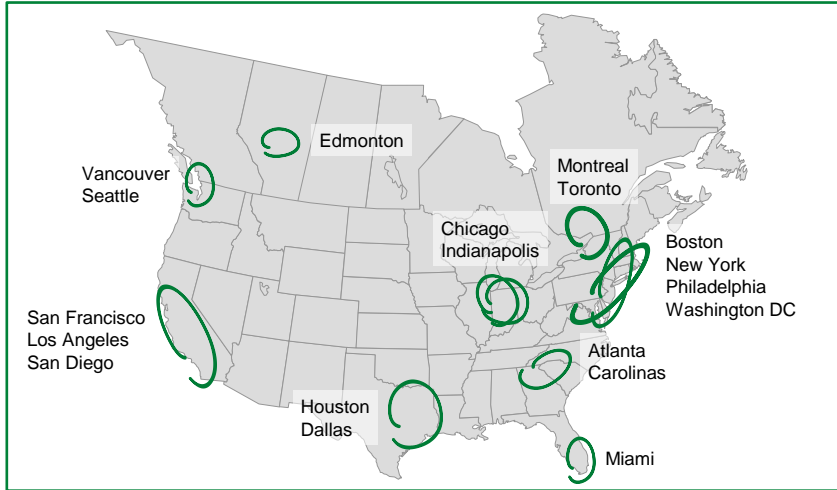 Edmonton
Vancouver
Seattle
Montreal
Toronto
Chicago
Indianapolis
Boston
New York
Philadelphia
Washington DC
San Francisco
Los Angeles
San Diego
Atlanta
Carolinas
Houston
Dallas
Miami